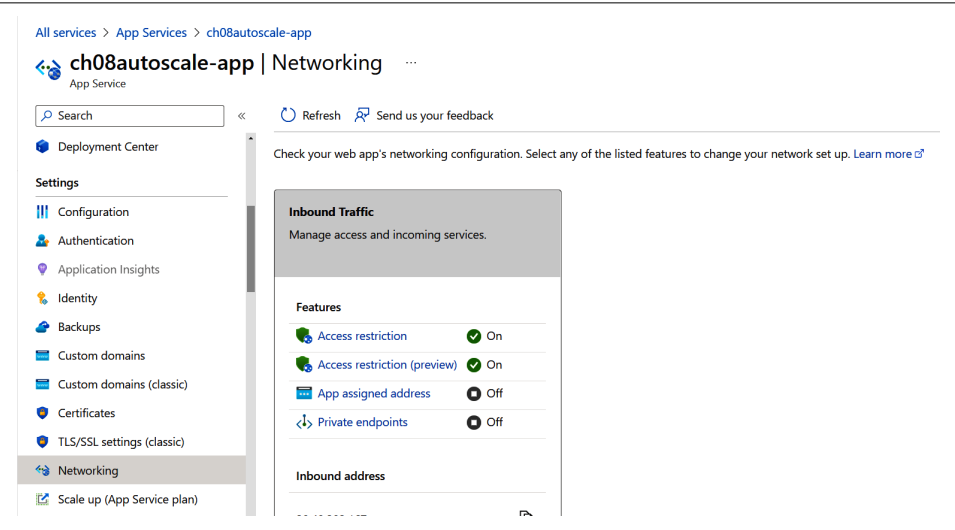 All services > App Services > ch08autoscale-app
ch08autoscale-app | Networking ...
App Service
Search «
Deployment Center
Settings
Configuration
Authentication
Application Insights
Identity
Backups
Custom domains
Custom domains (classic)
Certificates
TLS/SSL settings (classic)
Networking
Scale up (App Service plan)
Refresh Send us your feedback
Check your web app's networking configuration. Select any of the listed features to change your network set up. Learn more
Inbound Traffic
Manage access and incoming services.
Features
Access restriction On
Access restriction (preview) On
App assigned address Off
Private endpoints Off
Inbound address